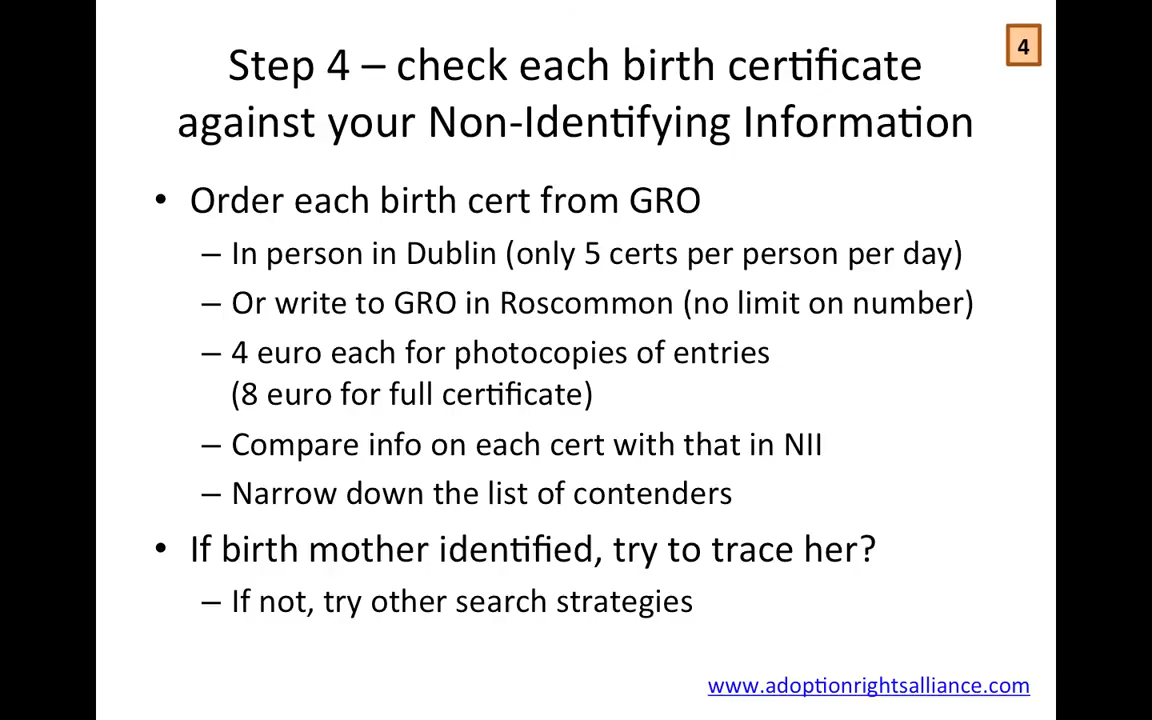 4
Step 4 – check each birth certificate
against your Non-Identifying Information
• Order each birth cert from GRO
– In person in Dublin (only 5 certs per person per day)
– Or write to GRO in Roscommon (no limit on number)
– 4 euro each for photocopies of entries
(8 euro for full certificate)
– Compare info on each cert with that in NII
– Narrow down the list of contenders
• If birth mother identified, try to trace her?
– If not, try other search strategies
www.adoptionrightsalliance.com